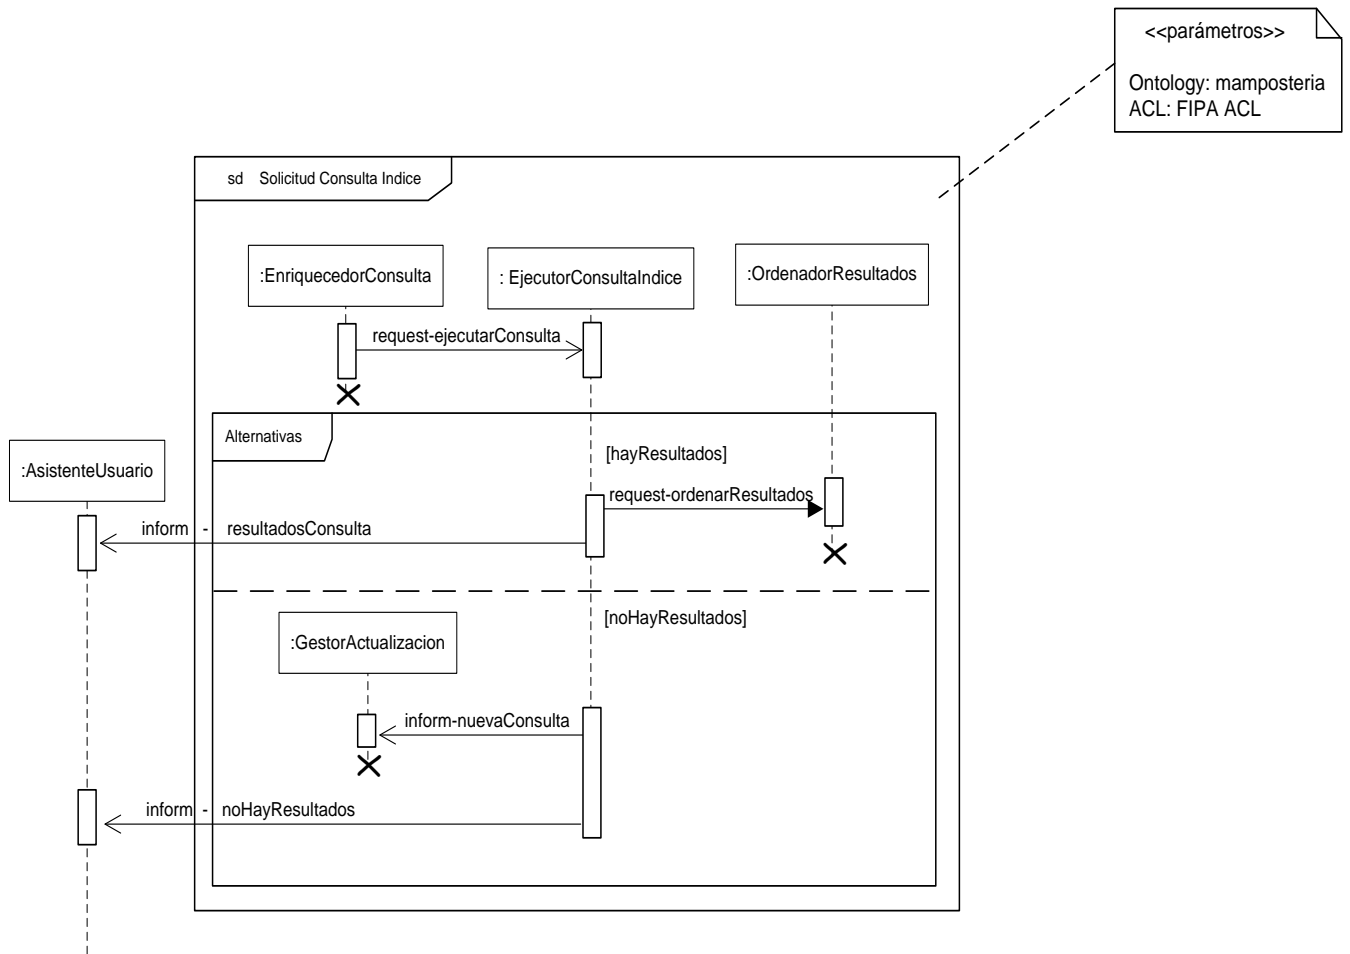 <<parámetros>>
Ontology: mamposteria
ACL: FIPA ACL
sd Solicitud Consulta Indice
:EnriquecedorConsulta
: EjecutorConsultaIndice
:OrdenadorResultados
request-ejecutarConsulta
Alternativas
[hayResultados]
:AsistenteUsuario
request-ordenarResultados
inform - resultadosConsulta
[noHayResultados]
:GestorActualizacion
inform-nuevaConsulta
inform - noHayResultados